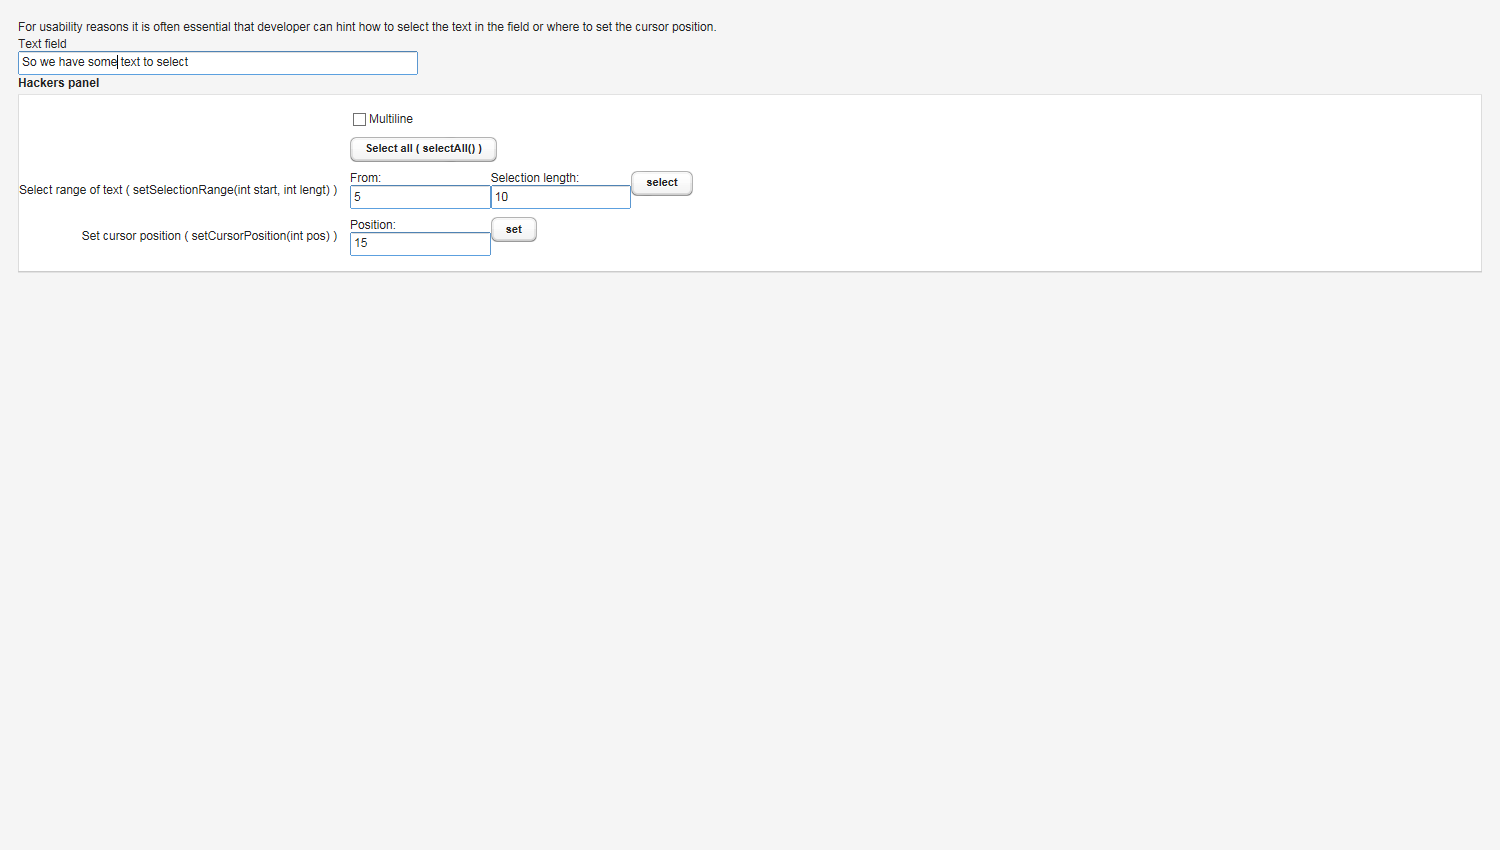 For usability reasons it is often essential that developer can hint how to select the text in the field or where to set the cursor position.
Text field
So we have some text to select
Hackers panel
Multiline
Select all ( selectAll() )
Select range of text ( setSelectionRange(int start, int lengt) )
From:
Selection length:
select
5
10
Set cursor position ( setCursorPosition(int pos) )
Position:
set
15